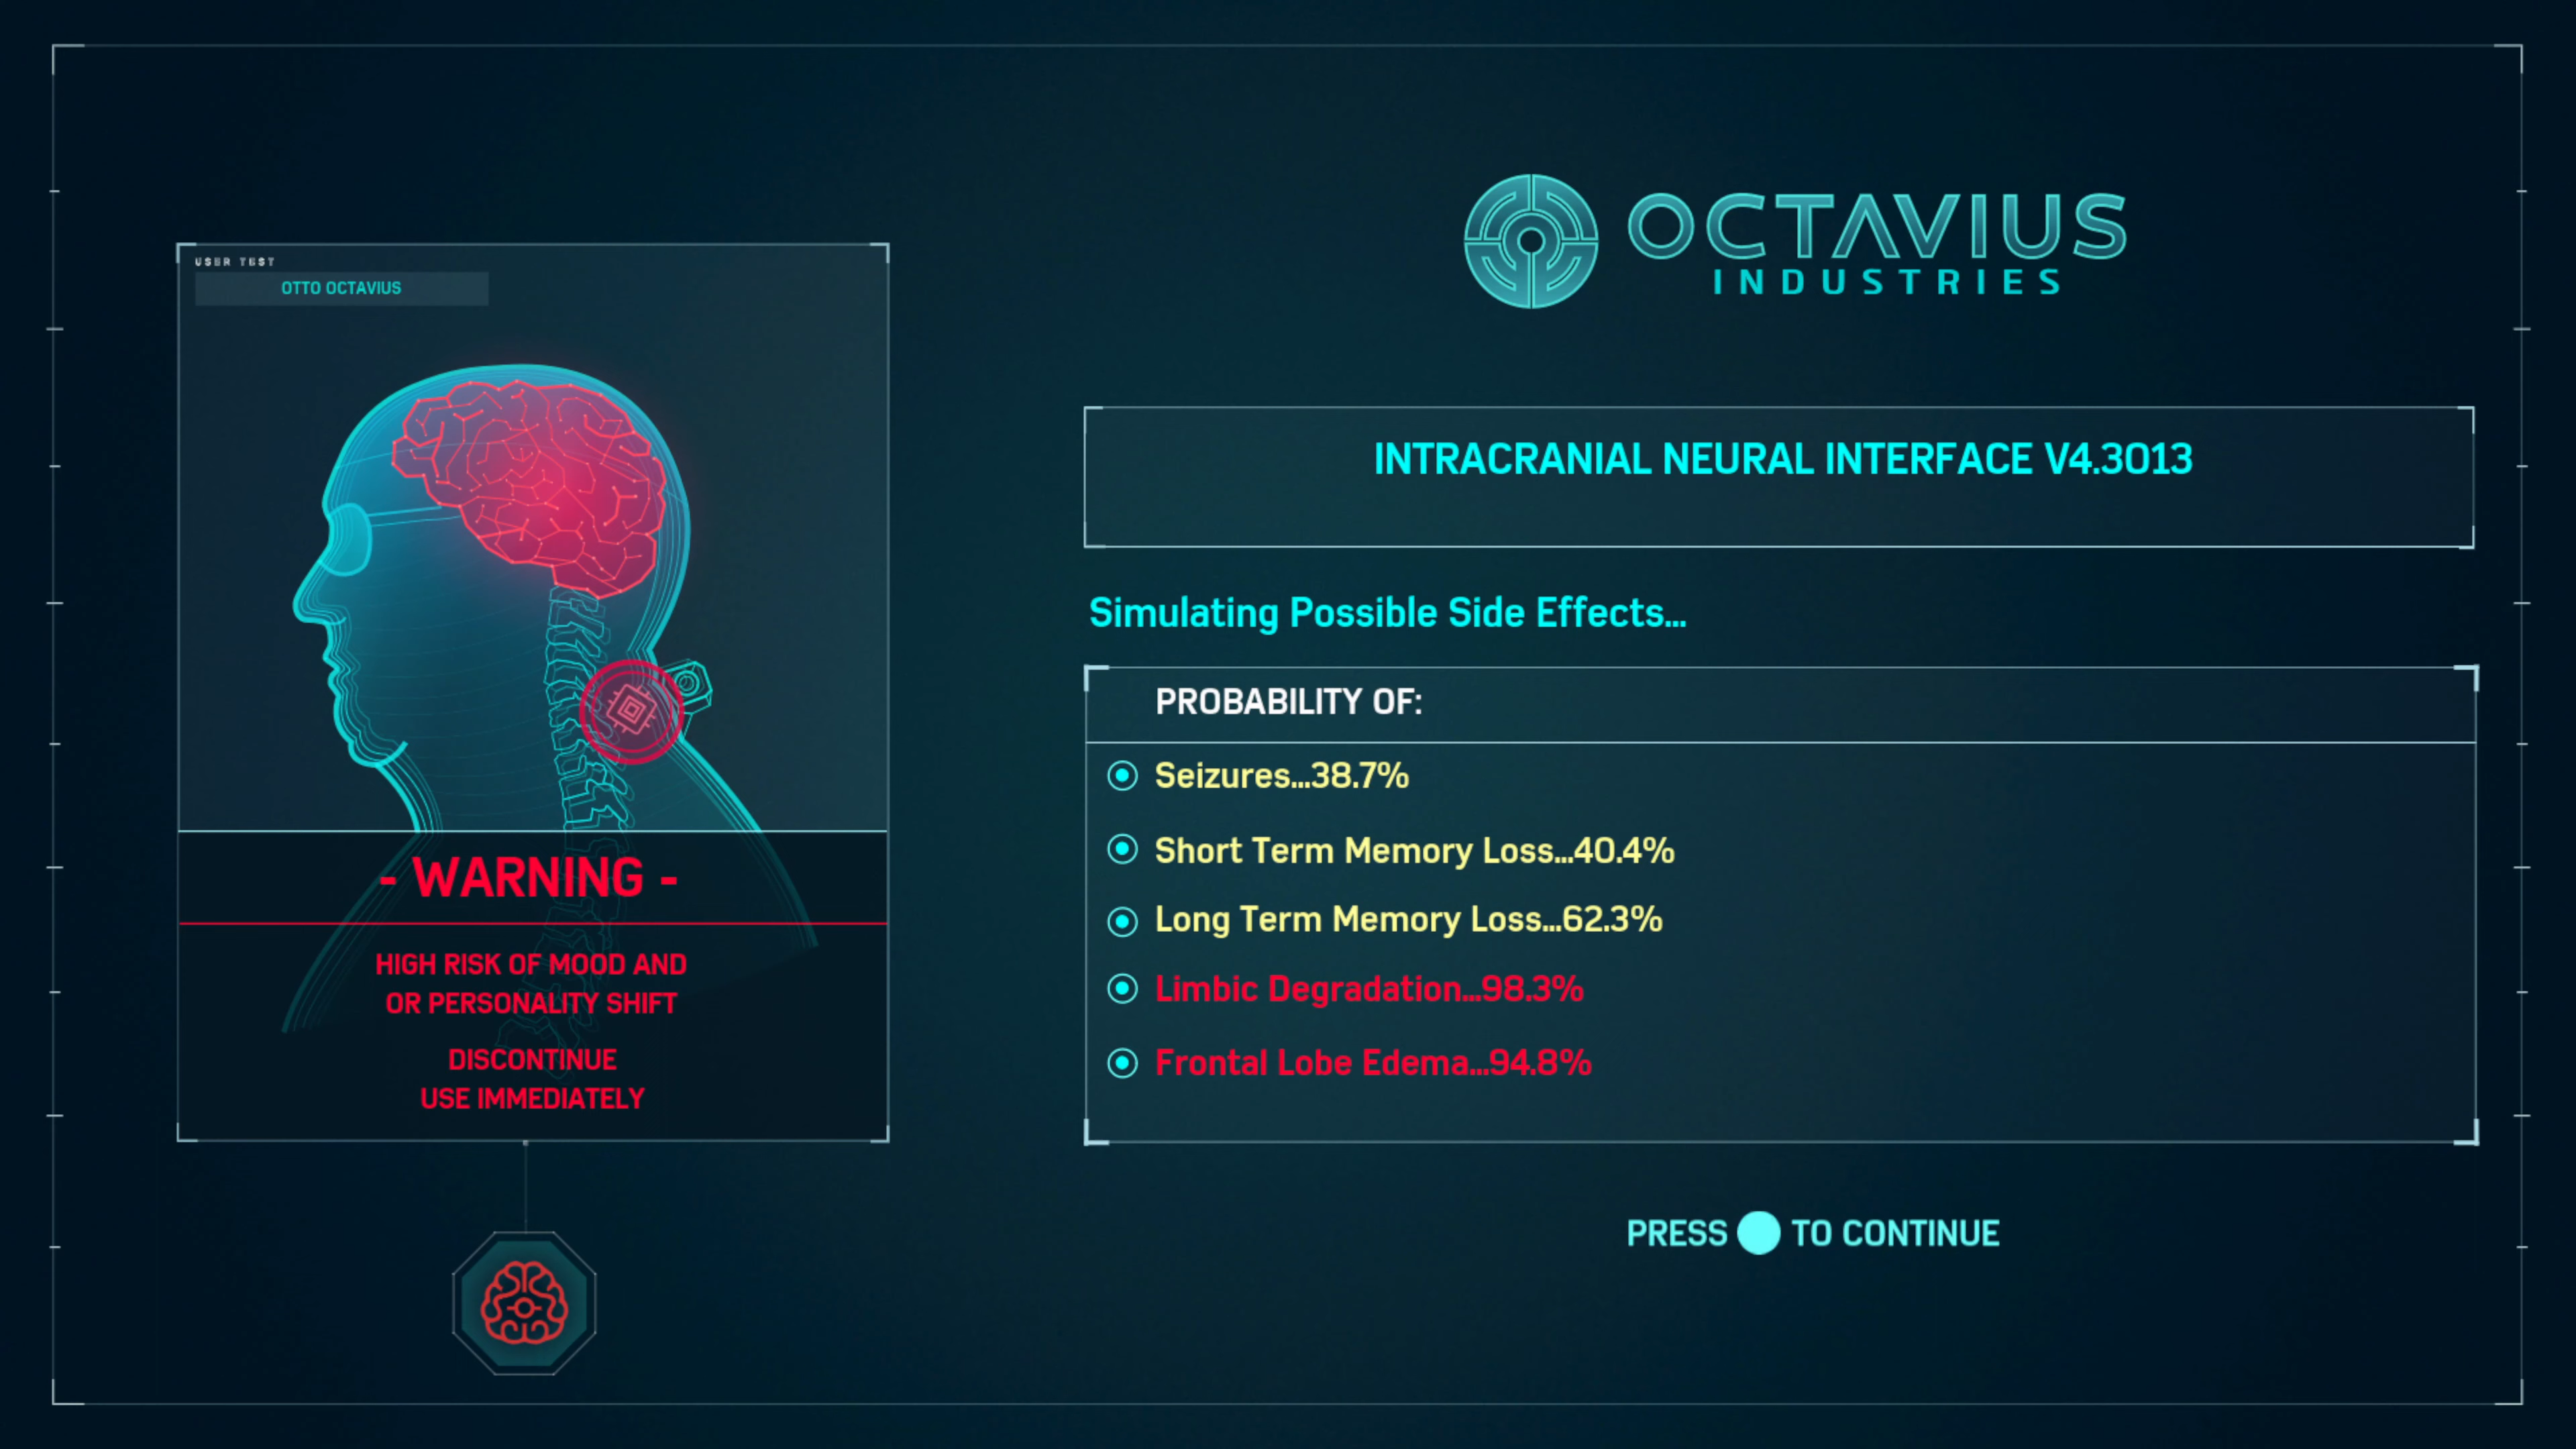 USER TEST
OTTO OCTAVIUS
- WARNING -
HIGH RISK OF MOOD AND
OR PERSONALITY SHIFT
DISCONTINUE
USE IMMEDIATELY
OCTAVIUS
INDUSTRIES
INTRACRANIAL NEURAL INTERFACE V4.3013
Simulating Possible Side Effects...
PROBABILITY OF:
Seizures...38.7%
Short Term Memory Loss...40.4%
Long Term Memory Loss...62.3%
Limbic Degradation...98.3%
Frontal Lobe Edema...94.8%
PRESS TO CONTINUE